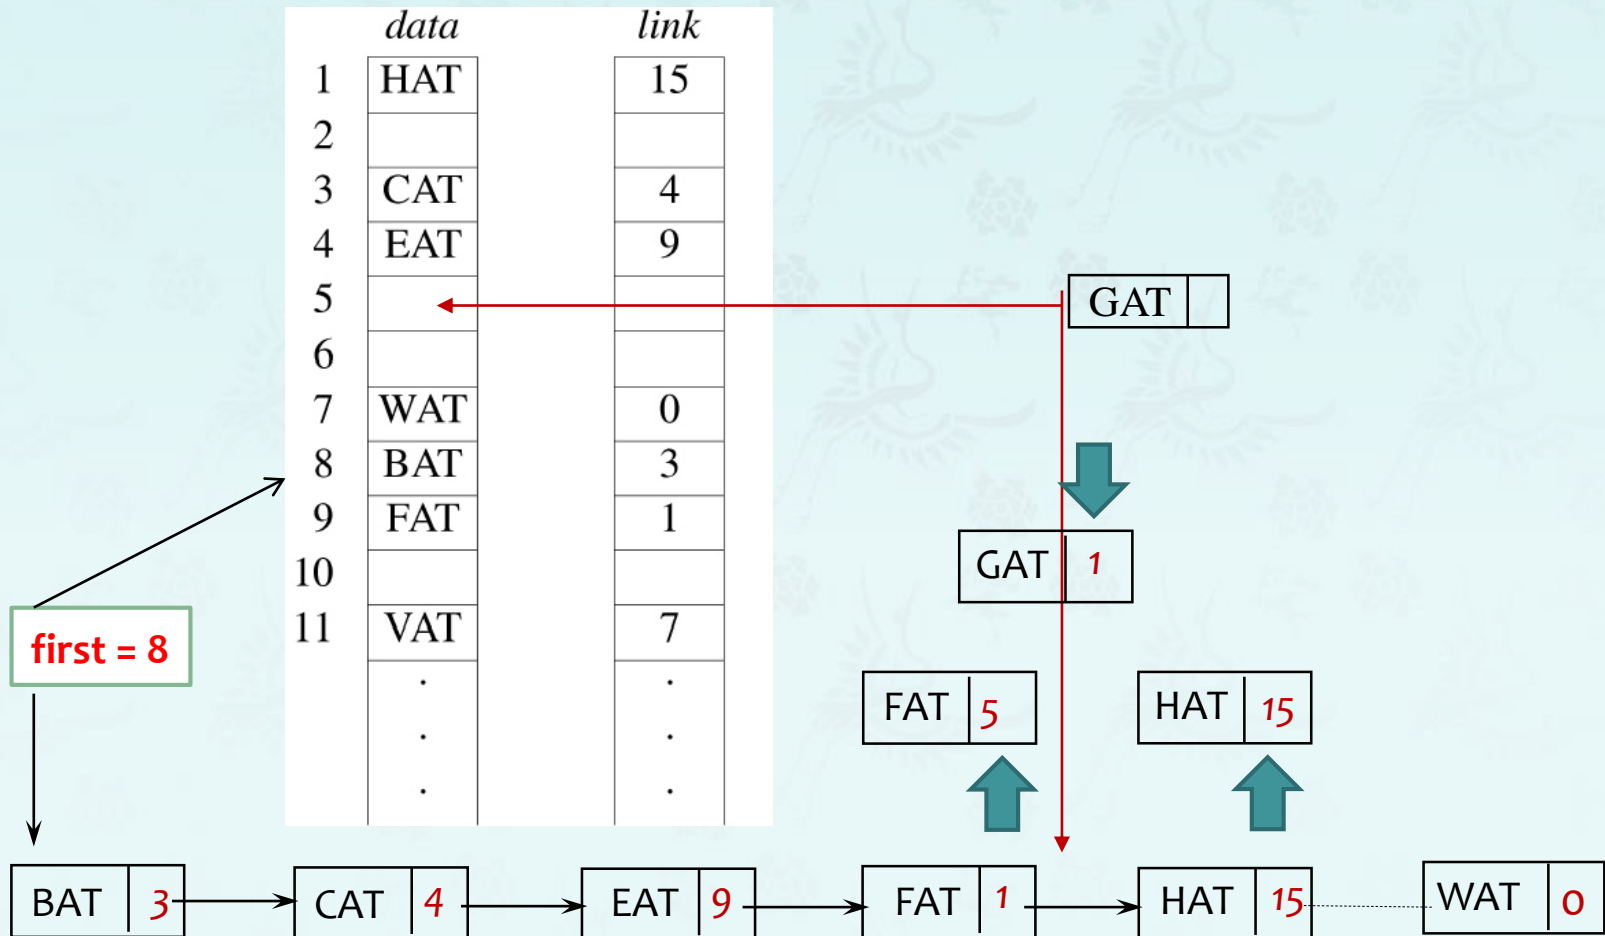 data link
1 HAT 15
2
3 CAT 4
4 EAT 9
5
GAT
6
7 WAT 0
8 BAT 3
9 FAT 1
10
11 VAT 7
. .
. .
. .
first = 8
GAT 1
FAT 5
HAT 15
BAT 3 CAT 4 EAT 9 FAT 1 HAT 15 WAT 0